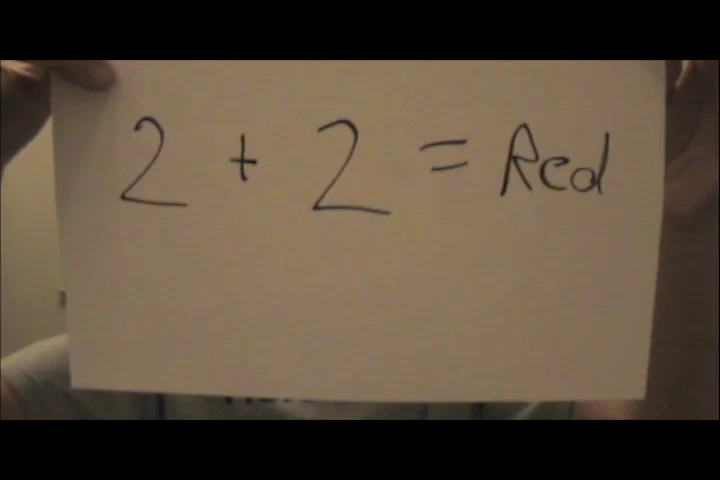 2 + 2 = Red